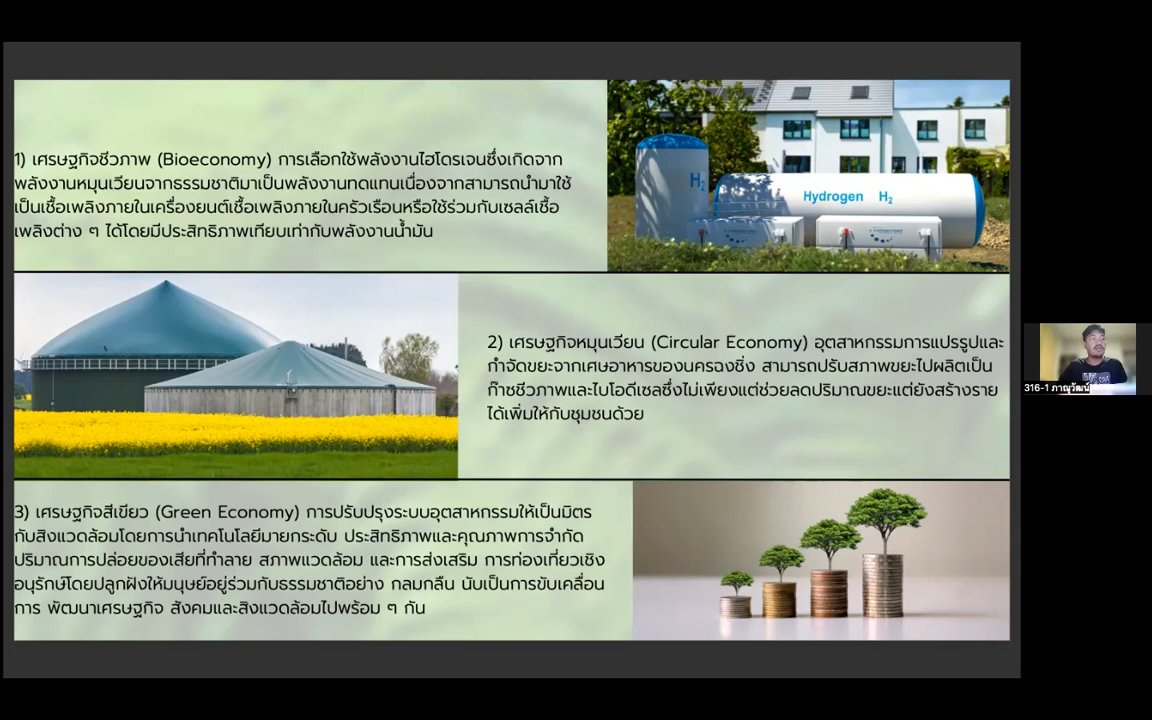 1) เศรษฐกิจชีวภาพ (Bioeconomy) การเลือกใช้พลังงานไฮโดรเจนซึ่งเกิดจาก
พลังงานหมุนเวียนจากธรรมชาติมาเป็นพลังงานทดแทนเนื่องจากสามารถนำมาใช้
เป็นเชื้อเพลิงภายในเครื่องยนต์เชื้อเพลิงภายในครัวเรือนหรือใช้ร่วมกับเซลล์เชื้อ
เพลิงต่าง ๆ ได้โดยมีประสิทธิภาพเทียบเท่ากับพลังงานน้ำมัน
H₂
Hydrogen H₂
2) เศรษฐกิจหมุนเวียน (Circular Economy) อุตสาหกรรมการแปรรูปและ
กำจัดขยะจากเศษอาหารของนครฉงชิ่ง สามารถปรับสภาพขยะไปผลิตเป็น
ก๊าซชีวภาพและไบโอดีเซลซึ่งไม่เพียงแต่ช่วยลดปริมาณขยะแต่ยังสร้างราย
ได้เพิ่มให้กับชุมชนด้วย
316-1 ภาณุวัฒน์
3) เศรษฐกิจสีเขียว (Green Economy) การปรับปรุงระบบอุตสาหกรรมให้เป็นมิตร
กับสิงแวดล้อมโดยการนำเทคโนโลยีมายกระดับ ประสิทธิภาพและคุณภาพการจำกัด
ปริมาณการปล่อยของเสียที่ทำลาย สภาพแวดล้อม และการส่งเสริม การท่องเที่ยวเชิง
อนุรักษ์โดยปลูกฝังให้มนุษย์อยู่ร่วมกับธรรมชาติอย่าง กลมกลืน นับเป็นการขับเคลื่อน
การ พัฒนาเศรษฐกิจ สังคมและสิงแวดล้อมไปพร้อม ๆ กัน